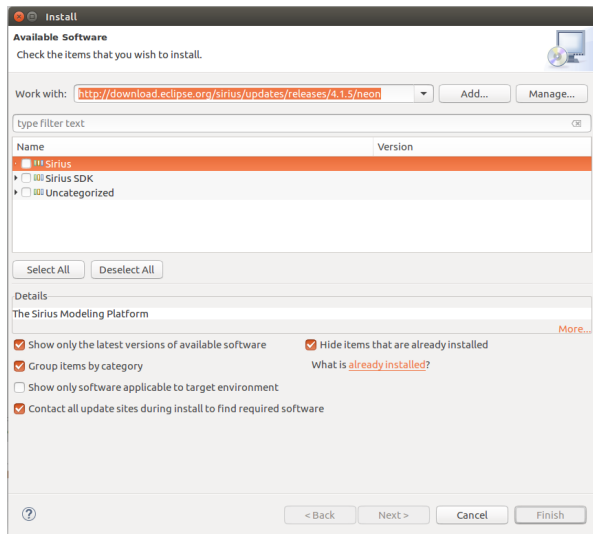 Install
Available Software
Check the items that you wish to install.
Work with: http://download.eclipse.org/sirius/updates/releases/4.1.5/neon Add... Manage...
type filter text
Name Version
Sirius
Sirius SDK
Uncategorized
Select All Deselect All
Details
The Sirius Modeling Platform
More...
Show only the latest versions of available software Hide items that are already installed
Group items by category What is already installed?
Show only software applicable to target environment
Contact all update sites during install to find required software
? < Back Next > Cancel Finish